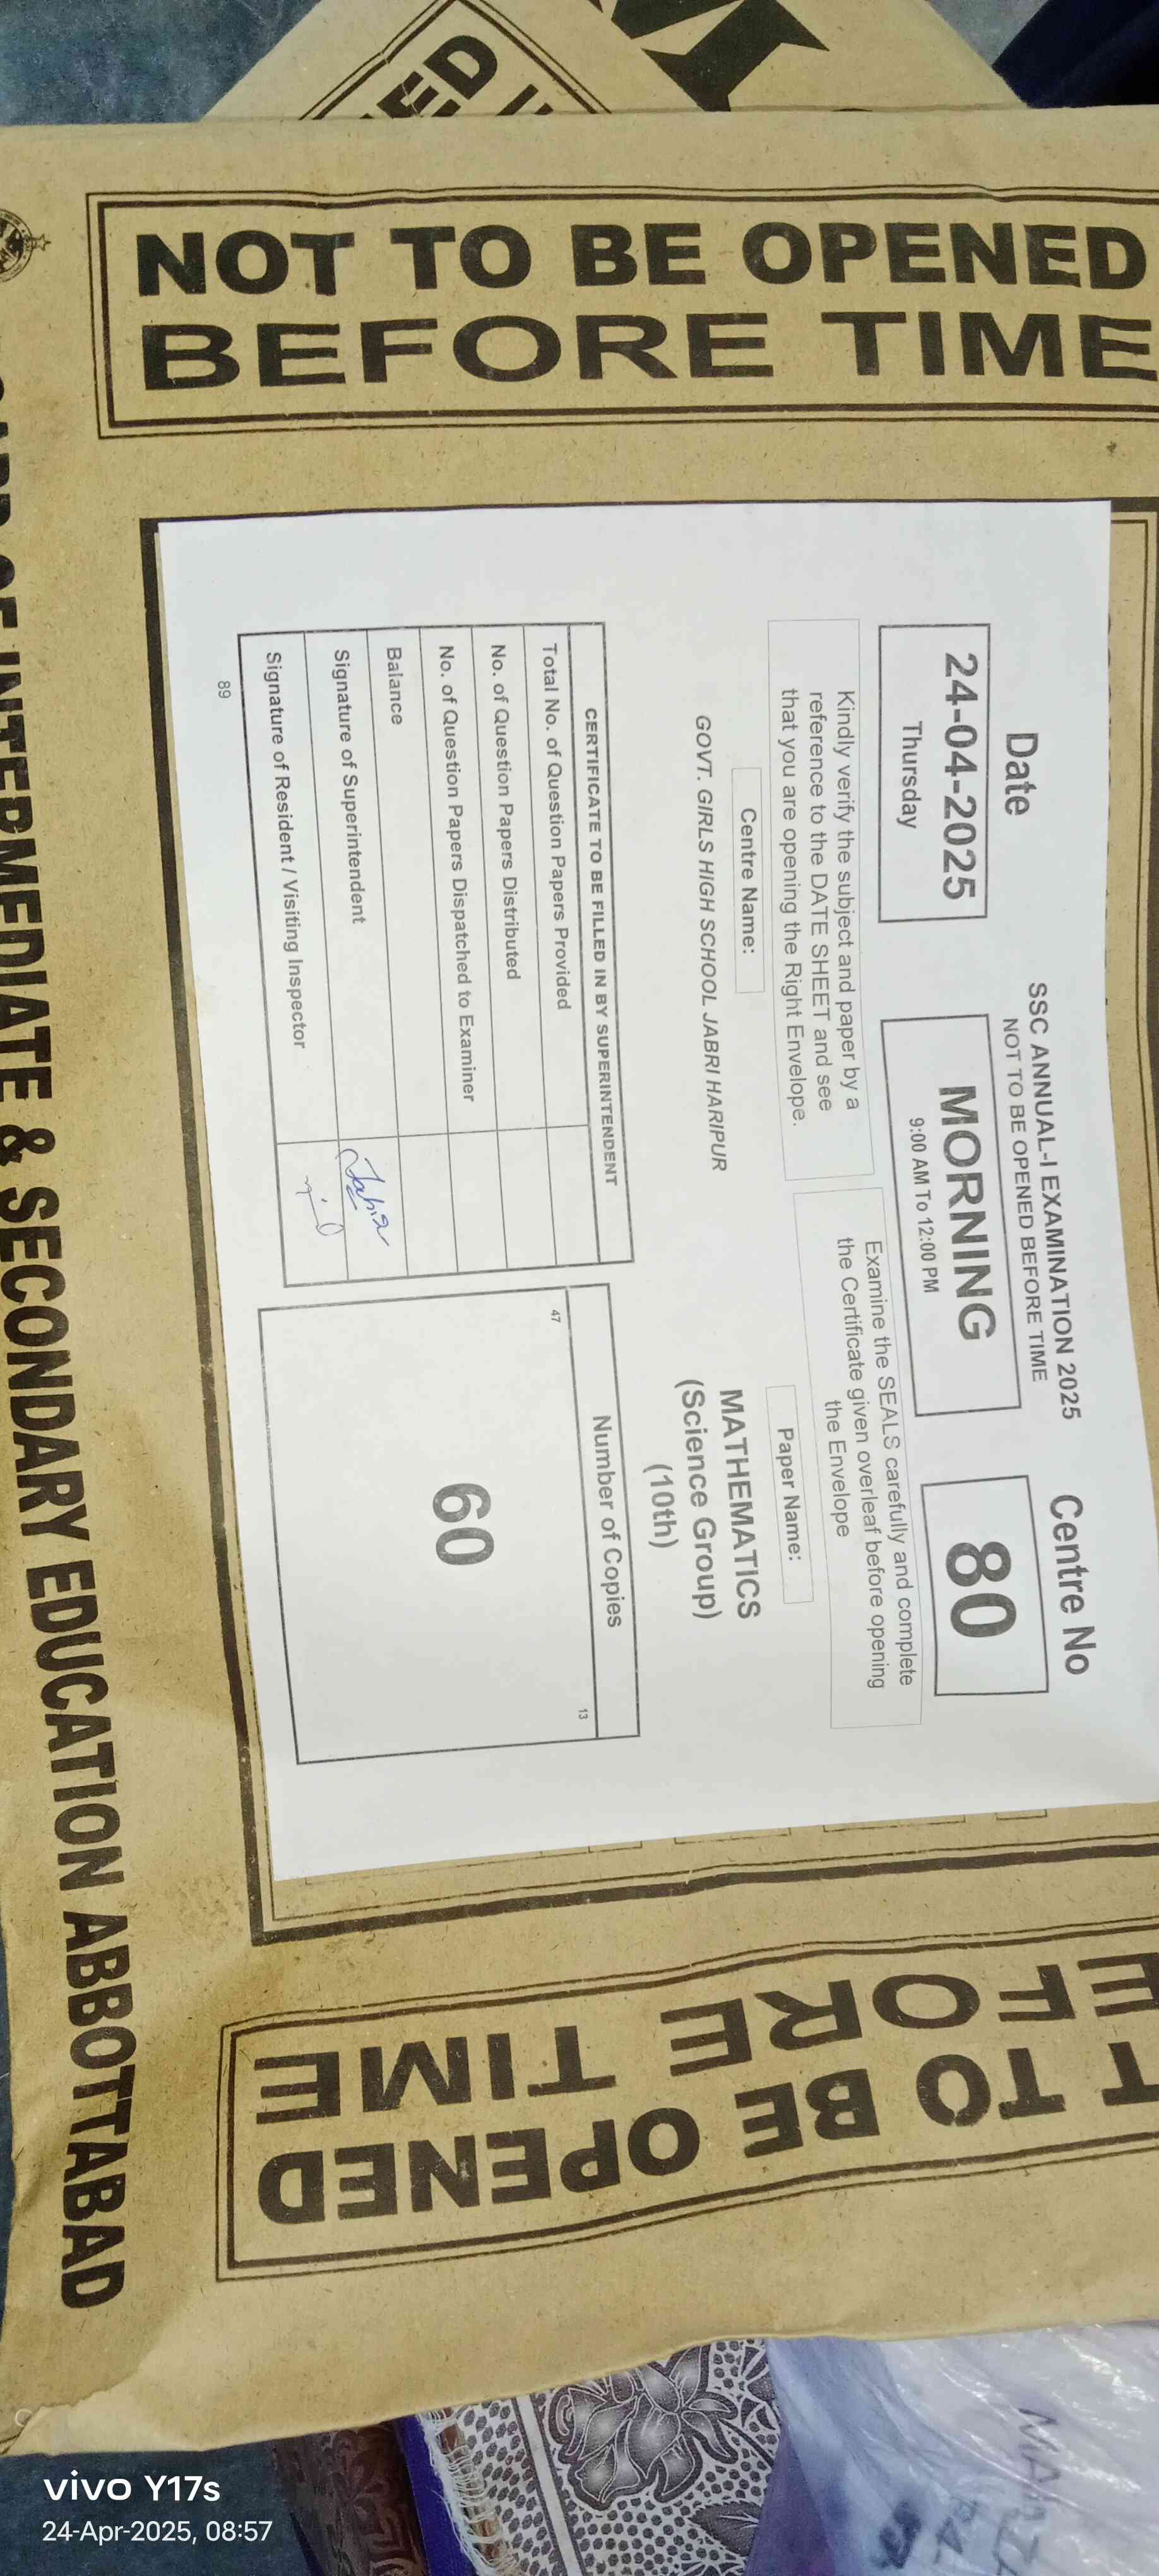 NOT TO BE OPENED
BEFORE TIME
SSC ANNUAL-I EXAMINATION 2025
NOT TO BE OPENED BEFORE TIME
Date
24-04-2025
Thursday
MORNING
9:00 AM To 12:00 PM
Centre No
80
Kindly verify the subject and paper by a
reference to the DATE SHEET and see
that you are opening the Right Envelope.
Examine the SEALS carefully and complete
the Certificate given overleaf before opening
the Envelope
Centre Name:
GOVT. GIRLS HIGH SCHOOL JABRI HARIPUR
Paper Name:
MATHEMATICS
(Science Group)
(10th)
CERTIFICATE TO BE FILLED IN BY SUPERINTENDENT
Total No. of Question Papers Provided
No. of Question Papers Distributed
No. of Question Papers Dispatched to Examiner
Balance
Signature of Superintendent
Signature of Resident / Visiting Inspector
89
Number of Copies
13
47
60
OF INTERMEDIATE & SECONDARY EDUCATION ABBOTTABAD
TO BE OPENED
TIME
vivo Y17s
24-Apr-2025, 08:57